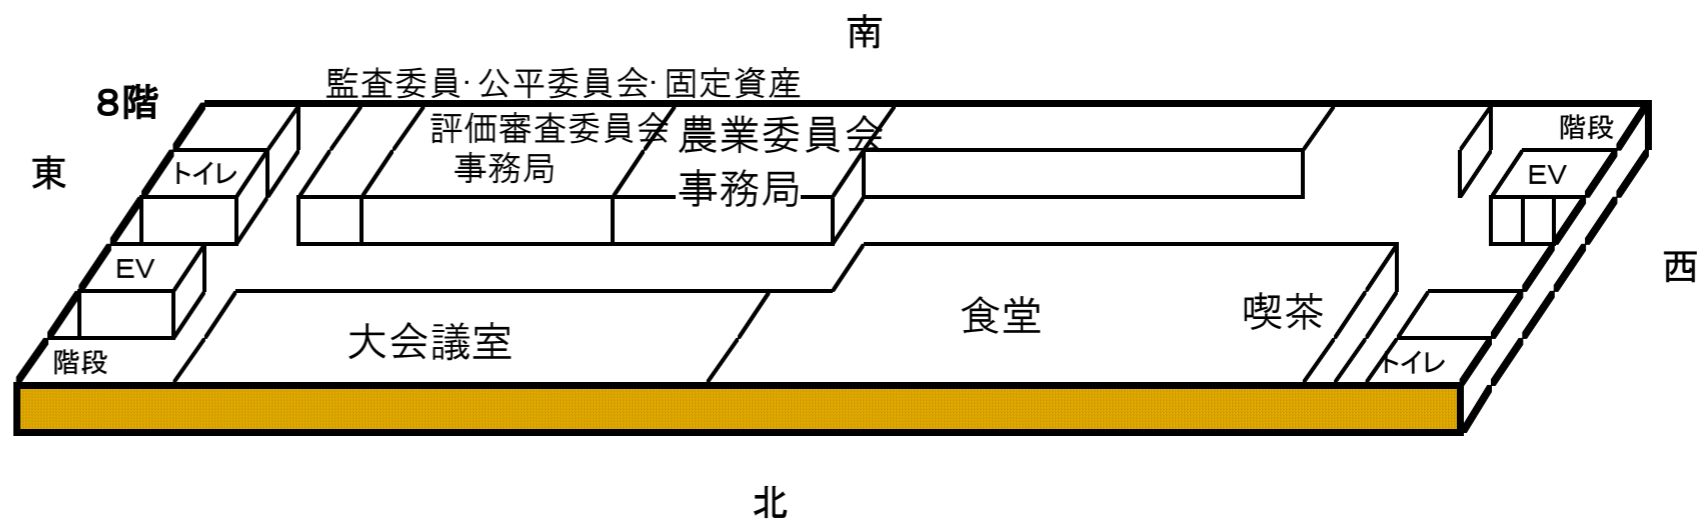 南
8階
監査委員·公平委員会·固定資産
評価審査委員会
事務局
農業委員会
事務局
階段
東
トイレ
EV
EV
西
大会議室
食堂
喫茶
階段
トイレ
北